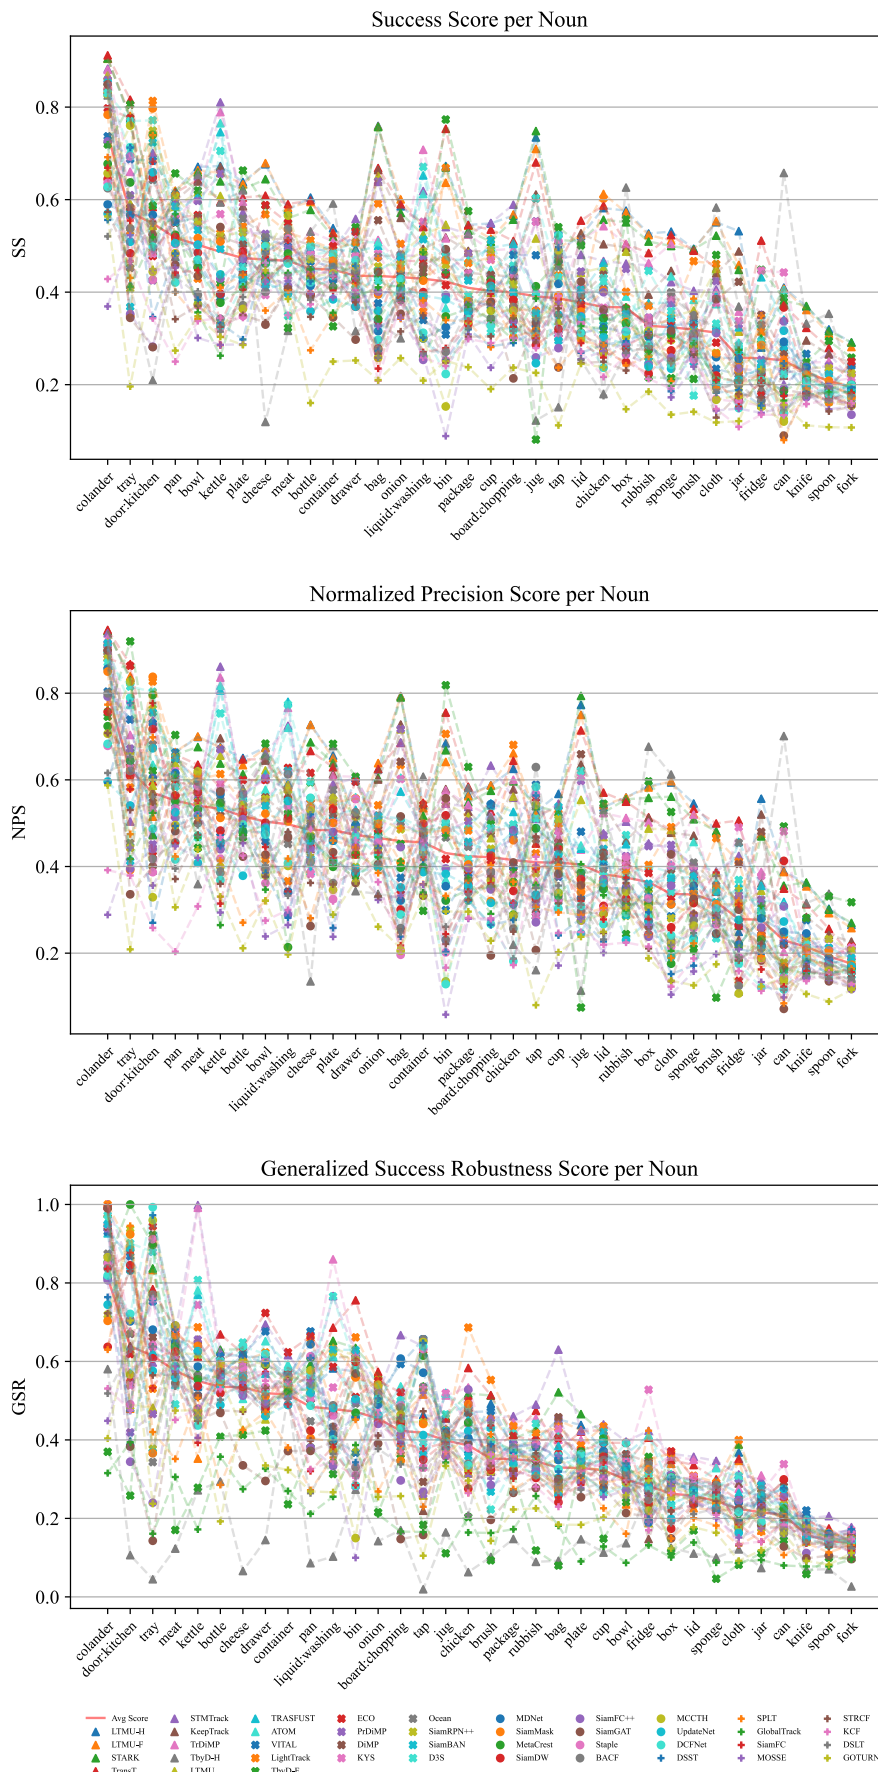 Success Score per Noun
SS
0.8
0.6
0.4
0.2
colander tray door:kitchen pan bowl kettle plate cheese meat bottle container drawer bag onion liquid:washing bin package cup board:chopping jug tap lid chicken box rubbish sponge brush cloth jar fridge can knife spoon fork
Normalized Precision Score per Noun
NPS
0.8
0.6
0.4
0.2
colander tray door:kitchen pan meat kettle bottle bowl liquid:washing cheese plate drawer onion bag container bin package board:chopping chicken tap cup jug lid rubbish box cloth sponge brush fridge jar can knife spoon fork
Generalized Success Robustness Score per Noun
GSR
1.0
0.8
0.6
0.4
0.2
0.0
colander door:kitchen tray meat kettle bottle cheese drawer container pan liquid:washing bin onion board:chopping tap jug chicken brush package rubbish bag plate cup bowl fridge box lid sponge cloth jar can knife spoon fork
Avg Score STMTrack TRASFUST ECO Ocean MDNet SiamFC++ MCCTH SPLT STRCF
LTMU-H KeepTrack ATOM PrDiMP SiamRPN++ SiamMask SiamGAT UpdateNet GlobalTrack KCF
LTMU-F TrDiMP VITAL DiMP SiamBAN MetaCrest Staple DCFNet SiamFC DSLT
STARK ThyD-H LightTrack KYS D3S SiamDW BACF DSST MOSSE GOTURN
TransT LTMU ThyD-F